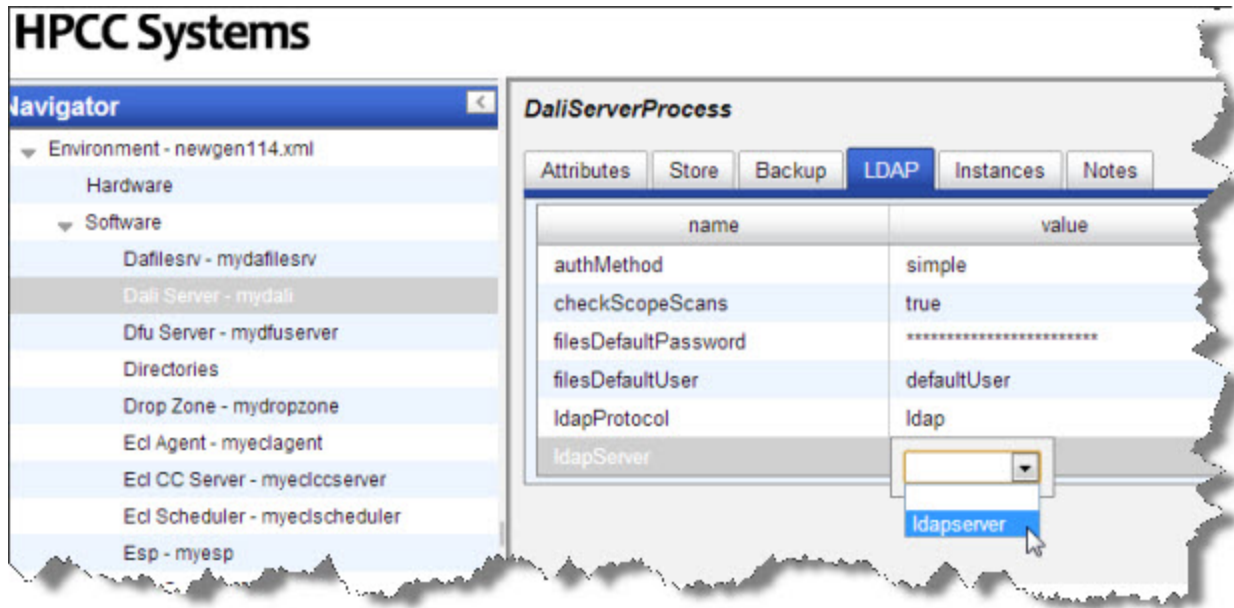 HPCC Systems
Navigator
Environment - newgen114.xml
Hardware
Software
Dafilesrv - mydafilesrv
Dali Server - mydali
Dfu Server - mydfuserver
Directories
Drop Zone - mydropzone
Ecl Agent - myeclagent
Ecl CC Server - myeclccserver
Ecl Scheduler - myeclscheduler
Esp - myesp
DaliServerProcess
Attributes Store Backup LDAP Instances Notes
name value
authMethod simple
checkScopeScans true
filesDefaultPassword ************************
filesDefaultUser defaultUser
ldapProtocol ldap
ldapServer
ldapserver